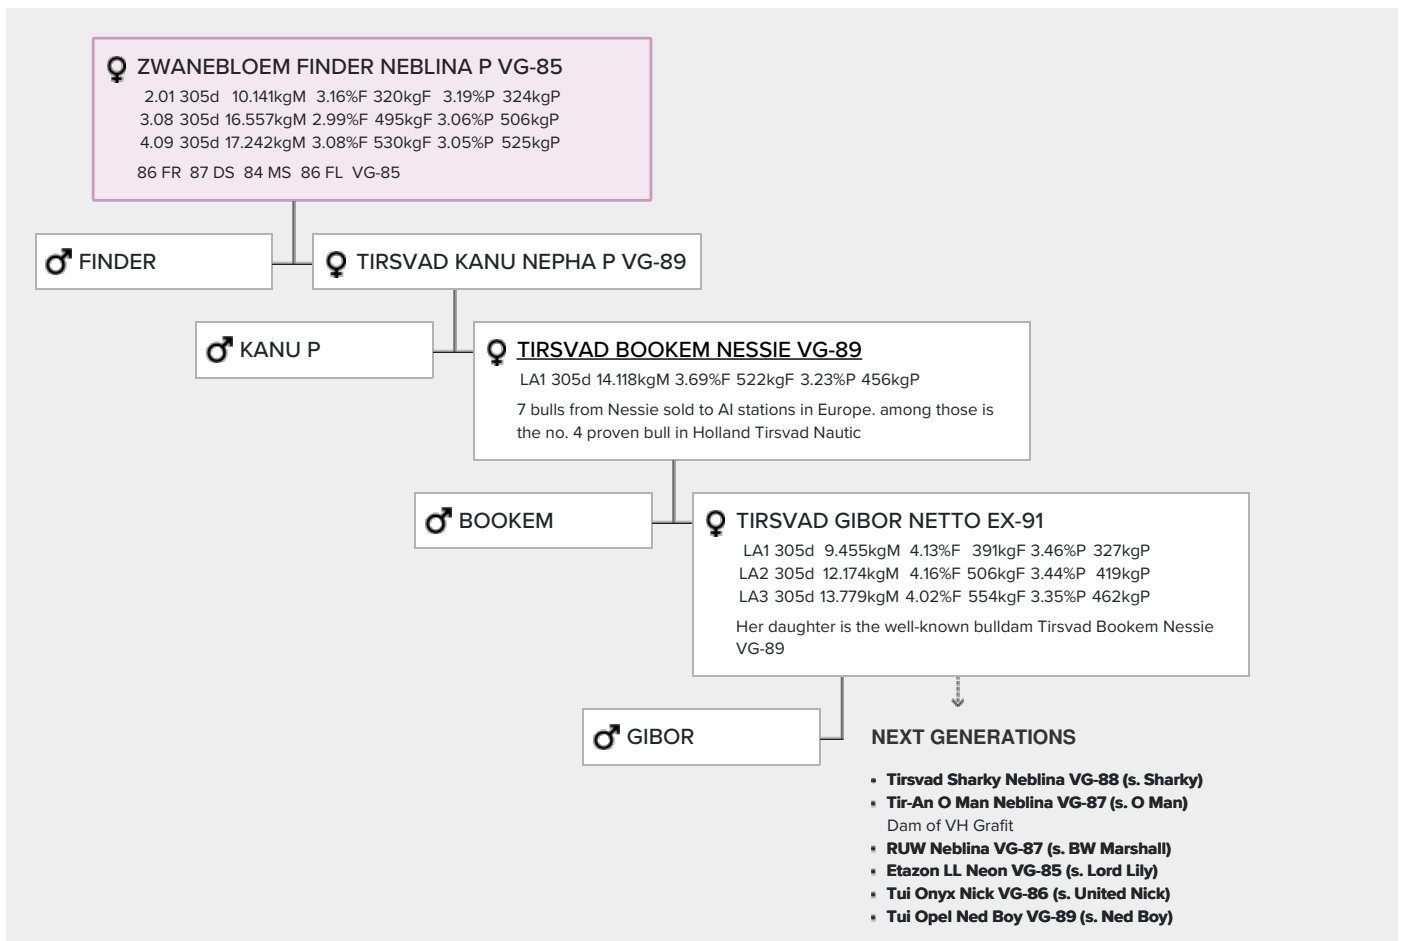 ZWANEBLOEM FINDER NEBLINA P VG-85
2.01 305d 10.141kgM 3.16%F 320kgF 3.19%P 324kgP
3.08 305d 16.557kgM 2.99%F 495kgF 3.06%P 506kgP
4.09 305d 17.242kgM 3.08%F 530kgF 3.05%P 525kgP
86 FR 87 DS 84 MS 86 FL VG-85
FINDER
TIRSVAD KANU NEPHA P VG-89
KANU P
TIRSVAD BOOKEM NESSIE VG-89
LA1 305d 14.118kgM 3.69%F 522kgF 3.23%P 456kgP
7 bulls from Nessie sold to AI stations in Europe. among those is
the no. 4 proven bull in Holland Tirsvad Nautic
BOOKEM
TIRSVAD GIBOR NETTO EX-91
LA1 305d 9.455kgM 4.13%F 391kgF 3.46%P 327kgP
LA2 305d 12.174kgM 4.16%F 506kgF 3.44%P 419kgP
LA3 305d 13.779kgM 4.02%F 554kgF 3.35%P 462kgP
Her daughter is the well-known bulldam Tirsvad Bookem Nessie
VG-89
GIBOR
NEXT GENERATIONS
▪ Tirsvad Sharky Neblina VG-88 (s. Sharky)
▪ Tir-An O Man Neblina VG-87 (s. O Man)
Dam of VH Grafit
▪ RUW Neblina VG-87 (s. BW Marshall)
▪ Etazon LL Neon VG-85 (s. Lord Lily)
▪ Tui Onyx Nick VG-86 (s. United Nick)
▪ Tui Opel Ned Boy VG-89 (s. Ned Boy)